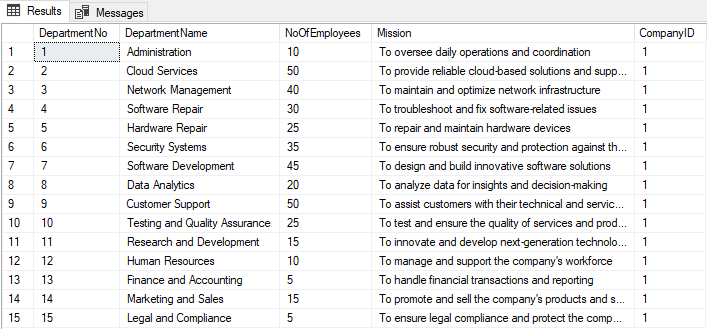 Results Messages
DepartmentNo DepartmentName NoOfEmployees Mission CompanyID
1 1 Administration 10 To oversee daily operations and coordination 1
2 2 Cloud Services 50 To provide reliable cloud-based solutions and supp... 1
3 3 Network Management 40 To maintain and optimize network infrastructure 1
4 4 Software Repair 30 To troubleshoot and fix software-related issues 1
5 5 Hardware Repair 25 To repair and maintain hardware devices 1
6 6 Security Systems 35 To ensure robust security and protection against th... 1
7 7 Software Development 45 To design and build innovative software solutions 1
8 8 Data Analytics 20 To analyze data for insights and decision-making 1
9 9 Customer Support 50 To assist customers with their technical and servic... 1
10 10 Testing and Quality Assurance 25 To test and ensure the quality of services and prod... 1
11 11 Research and Development 15 To innovate and develop next-generation technolo... 1
12 12 Human Resources 10 To manage and support the company's workforce 1
13 13 Finance and Accounting 5 To handle financial transactions and reporting 1
14 14 Marketing and Sales 15 To promote and sell the company's products and s... 1
15 15 Legal and Compliance 5 To ensure legal compliance and protect the comp... 1